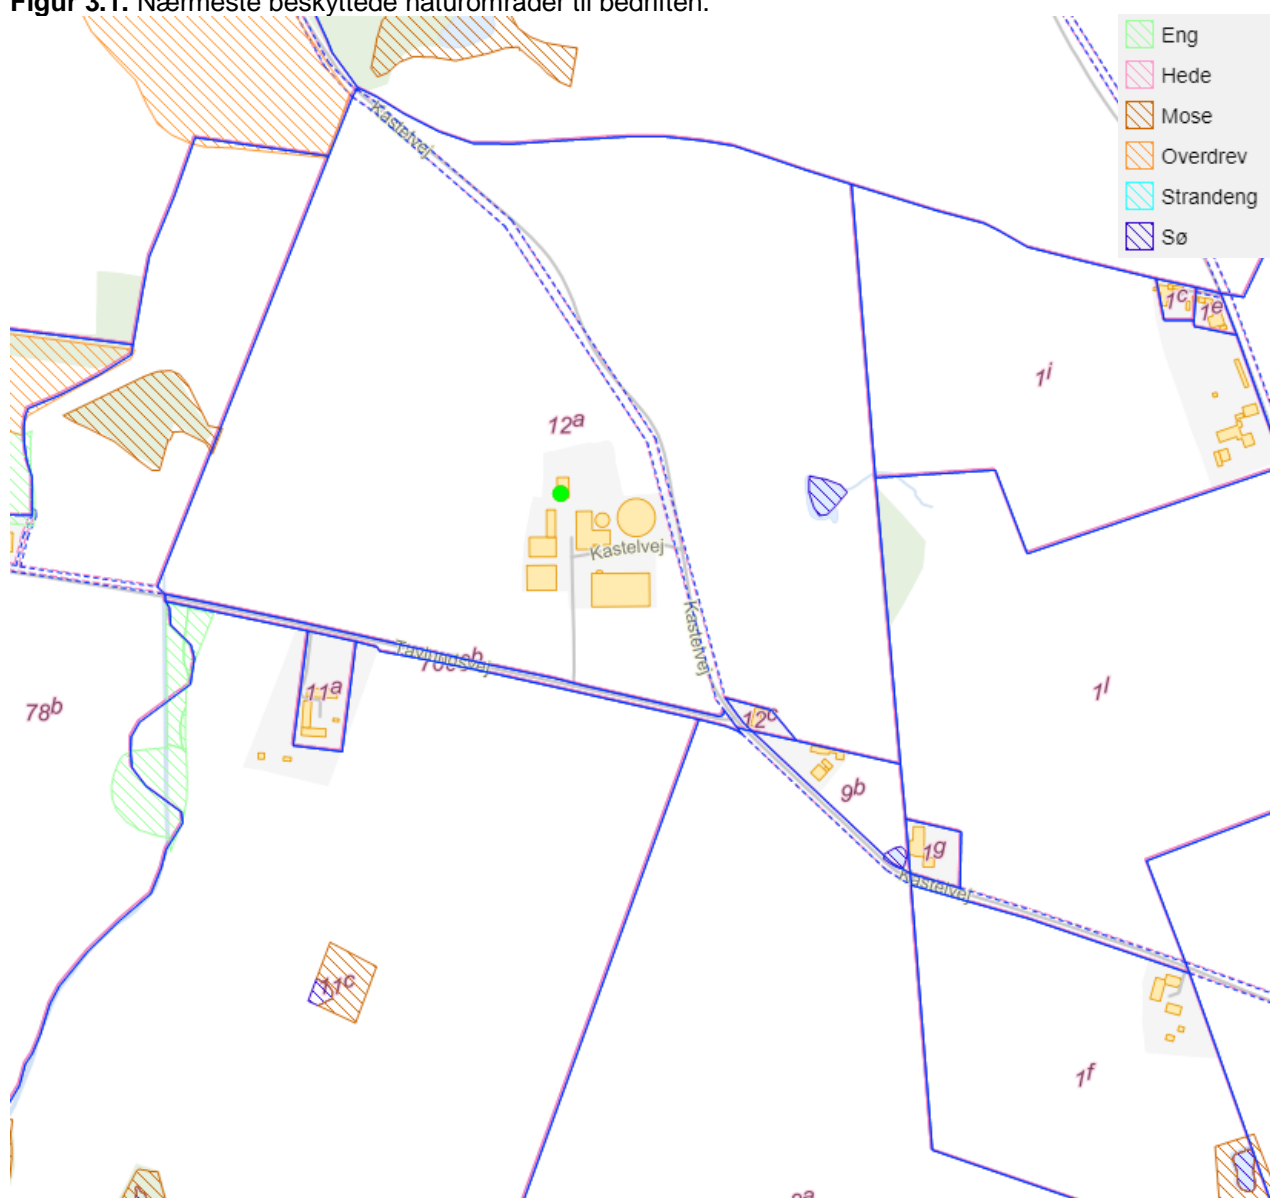 Figur 3.1. Nærmeste beskyttede naturområder til bedriften.
Eng
Hede
Mose
Overdrev
Strandeng
Sø
Kastelvej
1c
1e
1i
12a
Kastelvej
Kastelvej
Tavlundsvej
11a
78b
1l
12c
9b
1g
Kastelvej
11c
1f